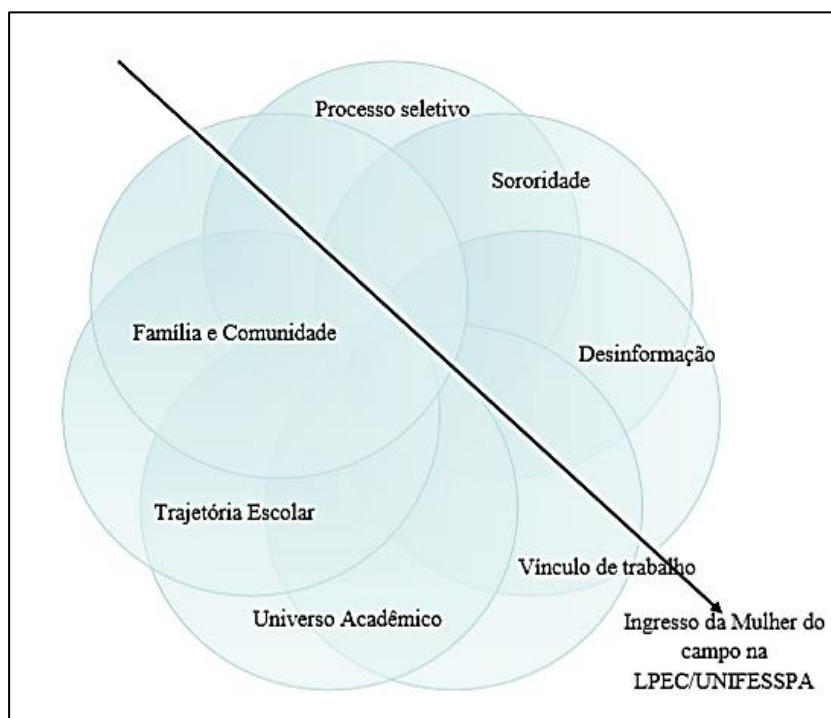 Processo seletivo
Sororidade
Família e Comunidade
Desinformação
Trajetória Escolar
Vínculo de trabalho
Universo Acadêmico
Ingresso da Mulher do
campo na
LPEC/UNIFESSPA